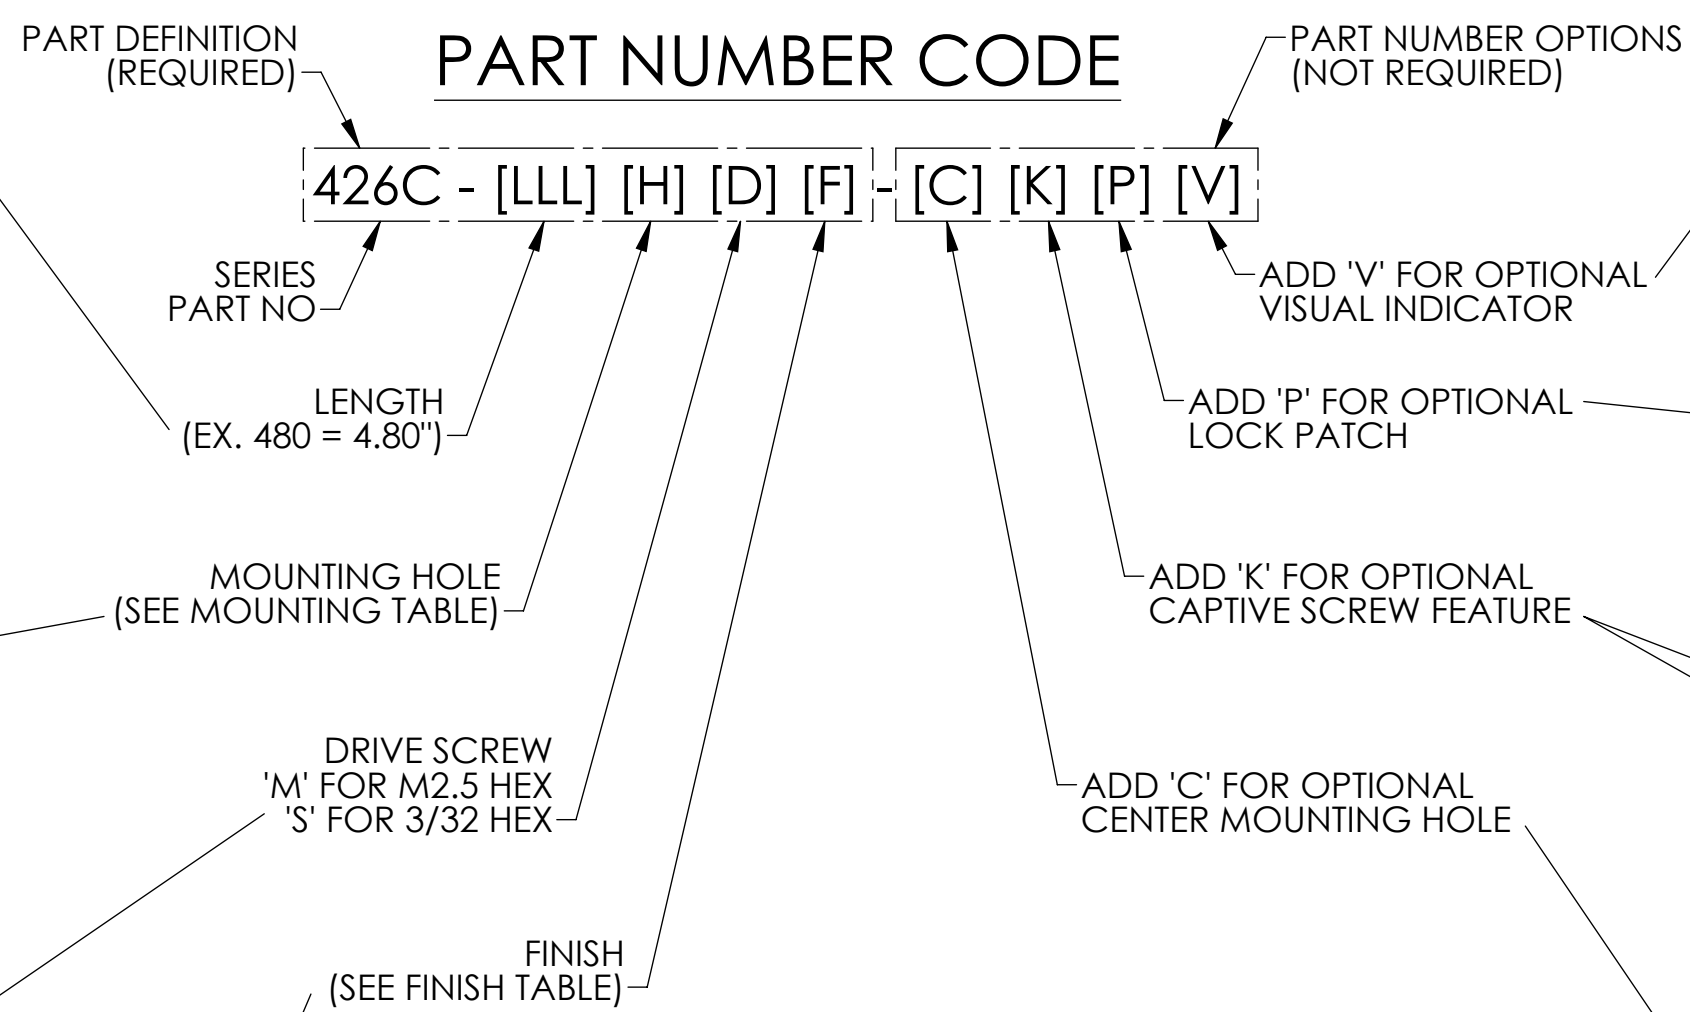 PART DEFINITION
(REQUIRED)
PART NUMBER CODE
PART NUMBER OPTIONS
(NOT REQUIRED)
426C - [LLL] [H] [D] [F] - [C] [K] [P] [V]
SERIES
PART NO
ADD 'V' FOR OPTIONAL
VISUAL INDICATOR
LENGTH
(EX. 480 = 4.80")
ADD 'P' FOR OPTIONAL
LOCK PATCH
MOUNTING HOLE
(SEE MOUNTING TABLE)
ADD 'K' FOR OPTIONAL
CAPTIVE SCREW FEATURE
DRIVE SCREW
'M' FOR M2.5 HEX
'S' FOR 3/32 HEX
ADD 'C' FOR OPTIONAL
CENTER MOUNTING HOLE
FINISH
(SEE FINISH TABLE)